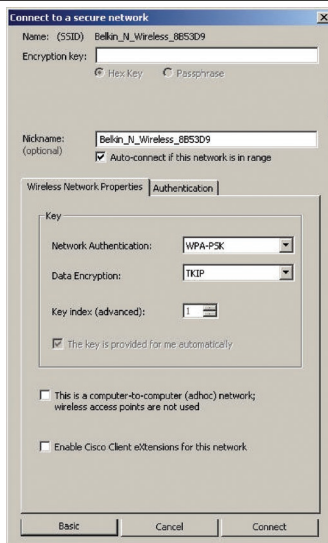 Connect to a secure network
Name: (SSID) Belkin_N_Wireless_8B53D9
Encryption key:
Hex Key Passphrase
Nickname: Belkin_N_Wireless_8B53D9
(optional)
Auto-connect if this network is in range
Wireless Network Properties Authentication
Key
Network Authentication: WPA-PSK
Data Encryption: TKIP
Key index (advanced): 1
The key is provided for me automatically
This is a computer-to-computer (adhoc) network;
wireless access points are not used
Enable Cisco Client eXtensions for this network
Basic Cancel Connect